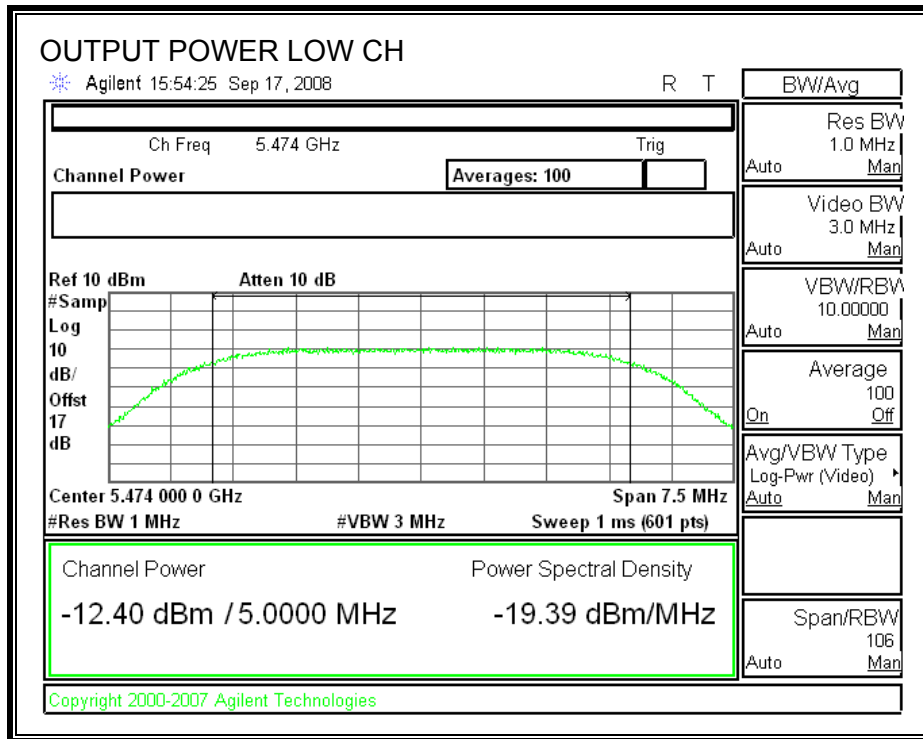 OUTPUT POWER LOW CH
Agilent 15:54:25 Sep 17, 2008
R T
BW/Avg
Ch Freq 5.474 GHz Trig
Channel Power Averages: 100
Res BW
1.0 MHz
Auto Man
Video BW
3.0 MHz
Auto Man
VBW/RBW
10.00000
Auto Man
Average
100
On Off
Avg/VBW Type
Log-Pwr (Video)
Auto Man
Span/RBW
106
Auto Man
Ref 10 dBm Atten 10 dB
#Samp
Log
10
dB/
Offst
17
dB
Center 5.474 000 0 GHz Span 7.5 MHz
#Res BW 1 MHz #VBW 3 MHz Sweep 1 ms (601 pts)
Channel Power Power Spectral Density
-12.40 dBm / 5.0000 MHz -19.39 dBm/MHz
Copyright 2000-2007 Agilent Technologies